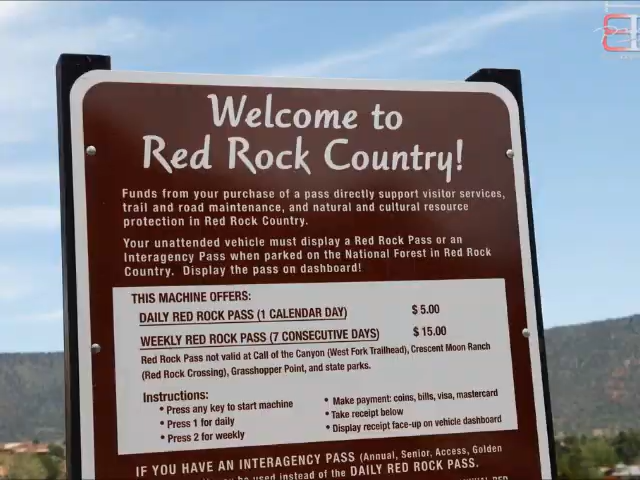 Welcome to
Red Rock Country!
Funds from your purchase of a pass directly support visitor services,
trail and road maintenance, and natural and cultural resource
protection in Red Rock Country.
Your unattended vehicle must display a Red Rock Pass or an
Interagency Pass when parked on the National Forest in Red Rock
Country. Display the pass on dashboard!
THIS MACHINE OFFERS:
DAILY RED ROCK PASS (1 CALENDAR DAY) $ 5.00
WEEKLY RED ROCK PASS (7 CONSECUTIVE DAYS) $ 15.00
Red Rock Pass not valid at Call of the Canyon (West Fork Trailhead), Crescent Moon Ranch
(Red Rock Crossing), Grasshopper Point, and state parks.
Instructions:
• Press any key to start machine
• Press 1 for daily
• Press 2 for weekly
• Make payment: coins, bills, visa, mastercard
• Take receipt below
• Display receipt face-up on vehicle dashboard
IF YOU HAVE AN INTERAGENCY PASS (Annual, Senior, Access, Golden
be used instead of the DAILY RED ROCK PASS.